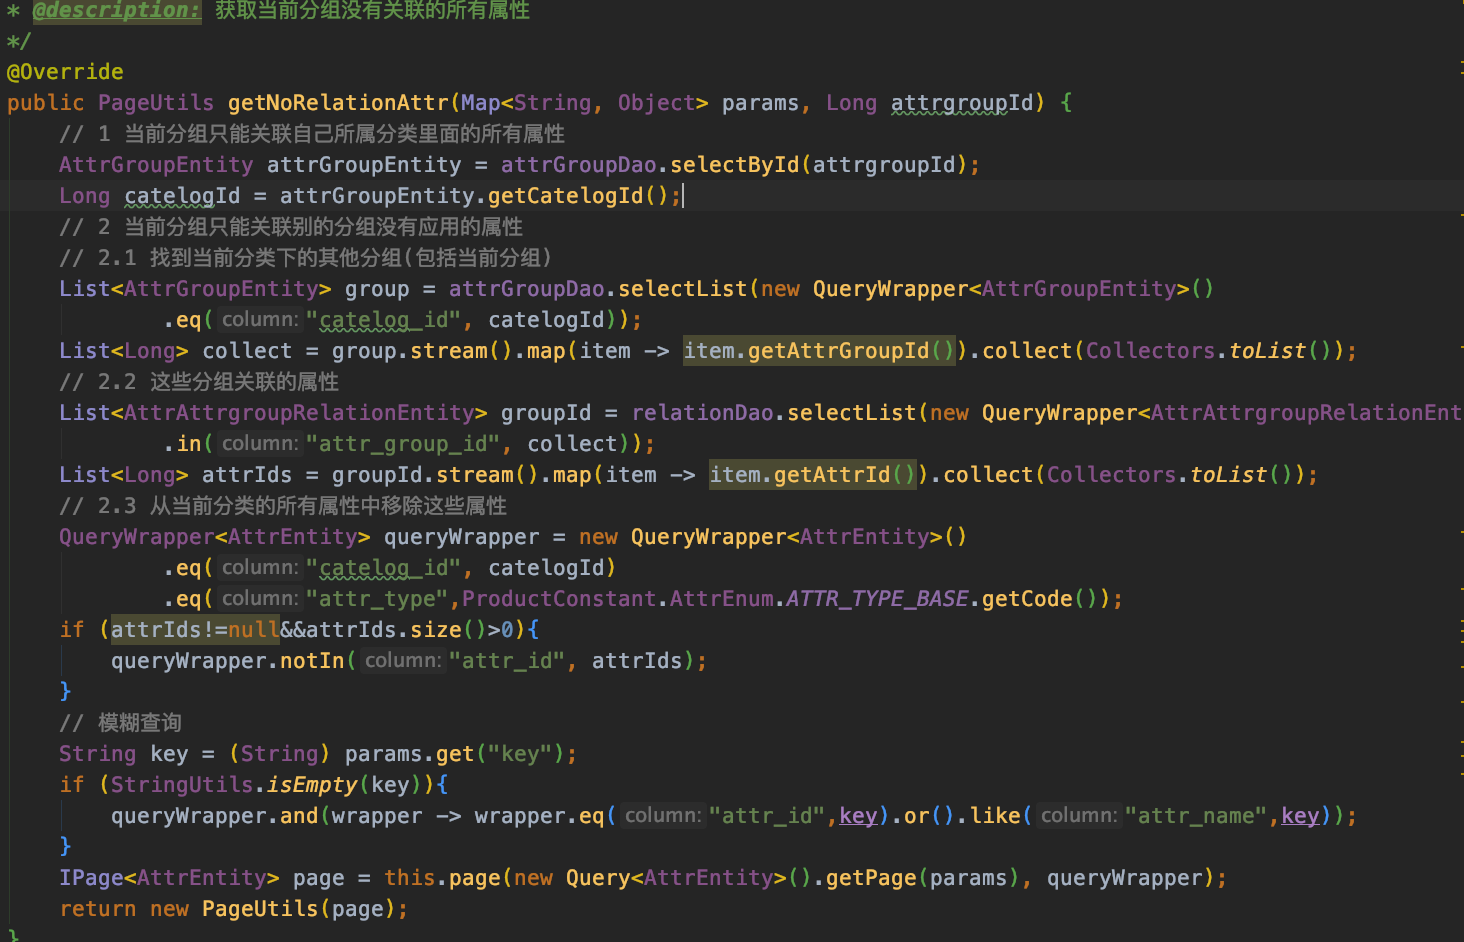 * @description: 获取当前分组没有关联的所有属性
*/
@Override
public PageUtils getNoRelationAttr(Map<String, Object> params, Long attrgroupId) {
// 1 当前分组只能关联自己所属分类里面的所有属性
AttrGroupEntity attrGroupEntity = attrGroupDao.selectById(attrgroupId);
Long catelogId = attrGroupEntity.getCatelogId();
// 2 当前分组只能关联别的分组没有应用的属性
// 2.1 找到当前分类下的其他分组(包括当前分组)
List<AttrGroupEntity> group = attrGroupDao.selectList(new QueryWrapper<AttrGroupEntity>()
.eq( column: "catelog_id", catelogId));
List<Long> collect = group.stream().map(item -> item.getAttrGroupId()).collect(Collectors.toList());
// 2.2 这些分组关联的属性
List<AttrAttrgroupRelationEntity> groupId = relationDao.selectList(new QueryWrapper<AttrAttrgroupRelationEnt
.in( column: "attr_group_id", collect));
List<Long> attrIds = groupId.stream().map(item -> item.getAttrId()).collect(Collectors.toList());
// 2.3 从当前分类的所有属性中移除这些属性
QueryWrapper<AttrEntity> queryWrapper = new QueryWrapper<AttrEntity>()
.eq( column: "catelog_id", catelogId)
.eq( column: "attr_type",ProductConstant.AttrEnum.ATTR_TYPE_BASE.getCode());
if (attrIds!=null&&attrIds.size()>0){
queryWrapper.notIn( column: "attr_id", attrIds);
}
// 模糊查询
String key = (String) params.get("key");
if (StringUtils.isEmpty(key)){
queryWrapper.and(wrapper -> wrapper.eq( column: "attr_id",key).or().like( column: "attr_name",key));
}
IPage<AttrEntity> page = this.page(new Query<AttrEntity>().getPage(params), queryWrapper);
return new PageUtils(page);
}